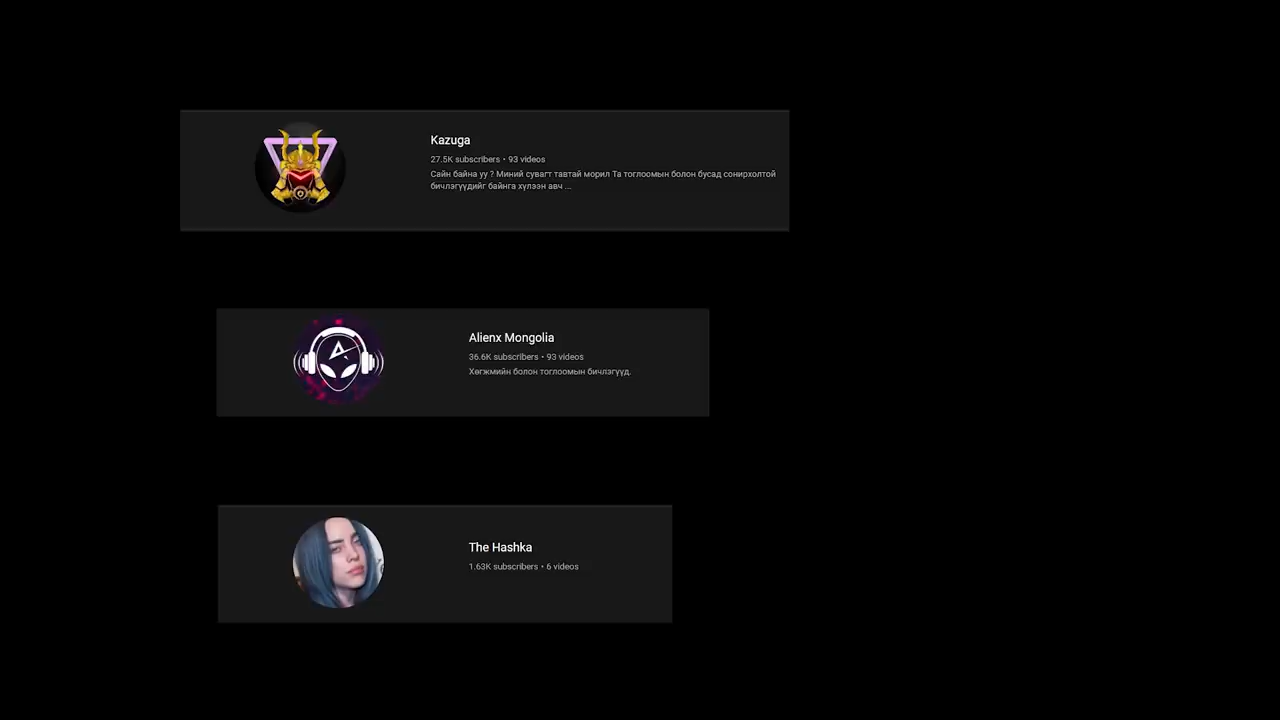 Kazuga
27.5K subscribers • 93 videos
Сайн байна уу ? Миний сувагт тавтай морил Та тоглоомын болон бусад сонирхолтой
бичлэгүүдийг байнга хүлээн авч ...
Alienx Mongolia
36.6K subscribers • 93 videos
Хөгжмийн болон тоглоомын бичлэгүүд.
The Hashka
1.63K subscribers • 6 videos